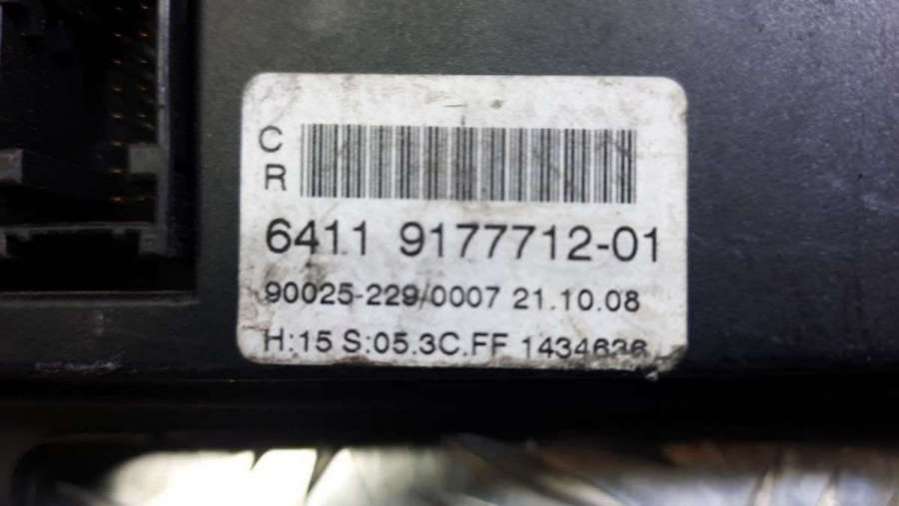 C
R
6411 9177712-01
90025-229/0007 21.10.08
H:15 S:05.3C.FF 1434636